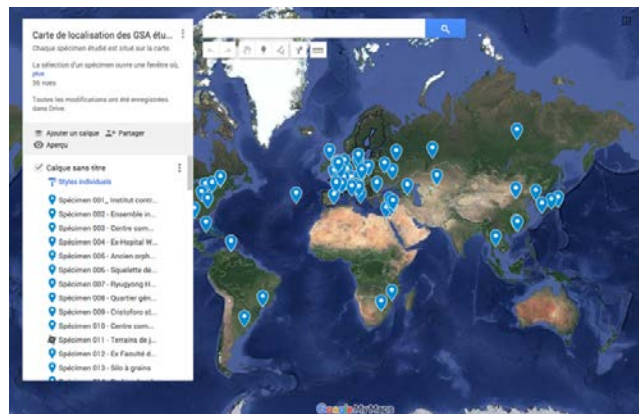 Carte de localisation des GSA étu...
Chaque spécimen étudié est situé sur la carte.
La sélection d'un spécimen ouvre une fenêtre où,
plus
36 vues
Toutes les modifications ont été enregistrées
dans Drive.
Ajouter un calque Partager
Aperçu
Calque sans titre
Styles individuels
Spécimen 001_ Institut contr...
Spécimen 002 - Ensemble in...
Spécimen 003 - Centre com...
Spécimen 004 - Ex-Hopital W...
Spécimen 005 - Ancien orph...
Spécimen 006 - Squelette de...
Spécimen 007 - Ryugyong H...
Spécimen 008 - Quartier gén...
Spécimen 009 - Cristoforo st...
Spécimen 010 - Centre com...
Spécimen 011 - Terrains de j...
Spécimen 012 - Ex Faculté d...
Spécimen 013 - Silo à grains
Google My Maps